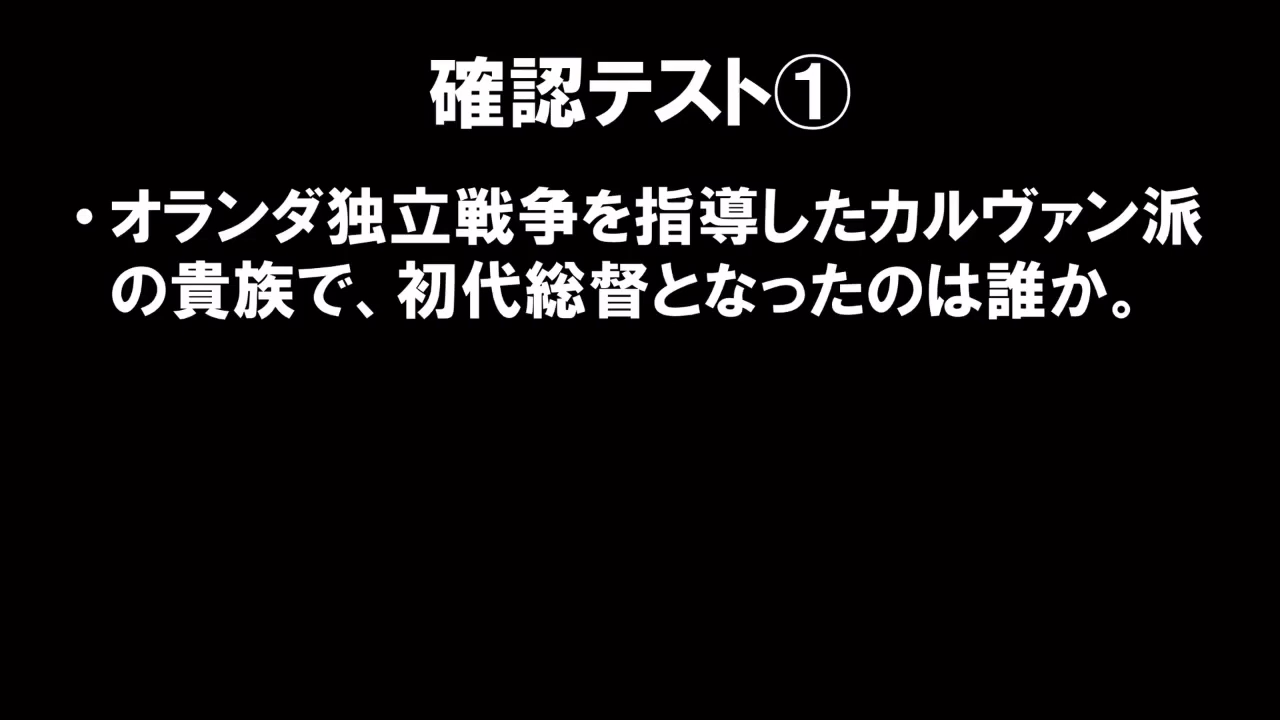 確認テスト①
・オランダ独立戦争を指導したカルヴァン派
の貴族で、初代総督となったのは誰か。